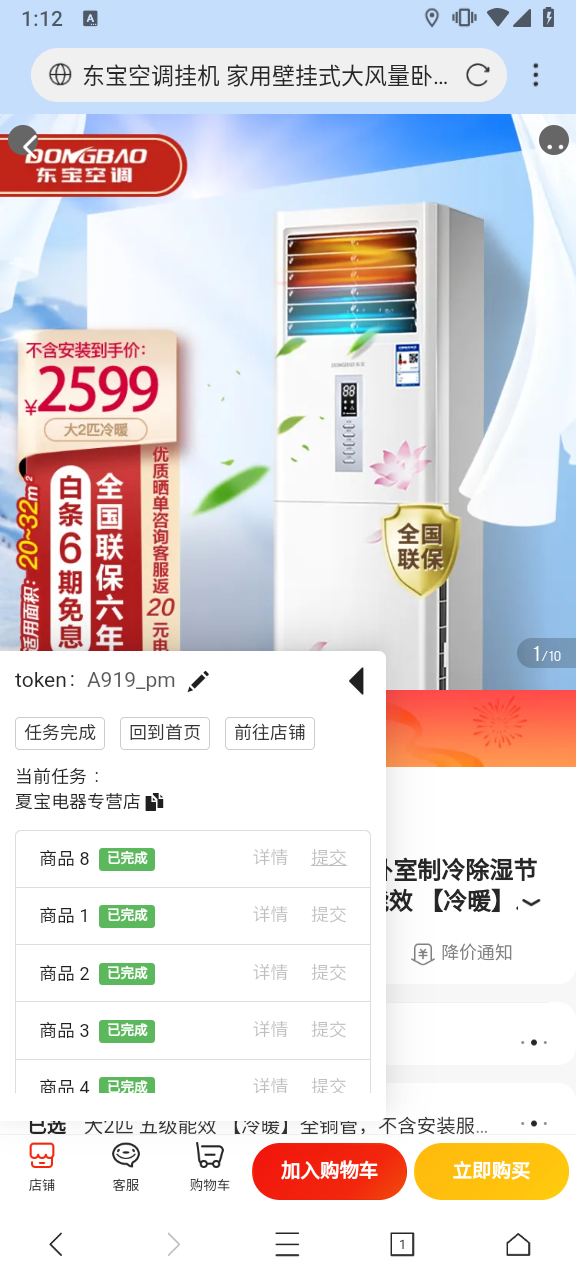 1:12
A
东宝空调挂机 家用壁挂式大风量卧...
DONGBAO
东宝空调
不含安装到手价：
¥2599
大2匹冷暖
优质晒单咨询客服返20元电
全国联保六年
白条6期免息
适用面积：20~32m²
DONGBAO 东宝
88
全国
联保
1/10
token： A919_pm
任务完成 回到首页 前往店铺
当前任务 :
夏宝电器专营店
商品 8 已完成 详情 提交
商品 1 已完成 详情 提交
商品 2 已完成 详情 提交
商品 3 已完成 详情 提交
商品 4 已完成 详情 提交
室制冷除湿节
效 【冷暖】.
降价通知
已选 大2匹 五级能效 【冷暖】全铜管，不含安装服...
店铺 客服 购物车 加入购物车 立即购买
1